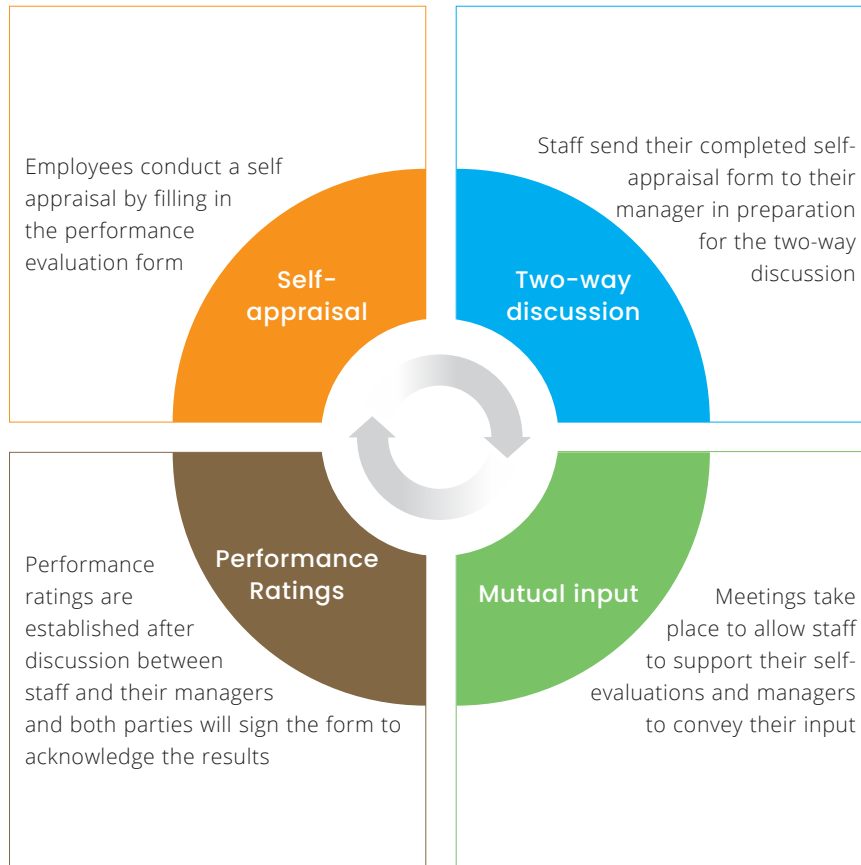 Employees conduct a self
appraisal by filling in
the performance
evaluation form
Self-
appraisal
Staff send their completed self-
appraisal form to their
manager in preparation
for the two-way
discussion
Two-way
discussion
Performance
ratings are
established after
discussion between
staff and their managers
and both parties will sign the form to
acknowledge the results
Performance
Ratings
Mutual input
Meetings take
place to allow staff
to support their self-
evaluations and managers
to convey their input